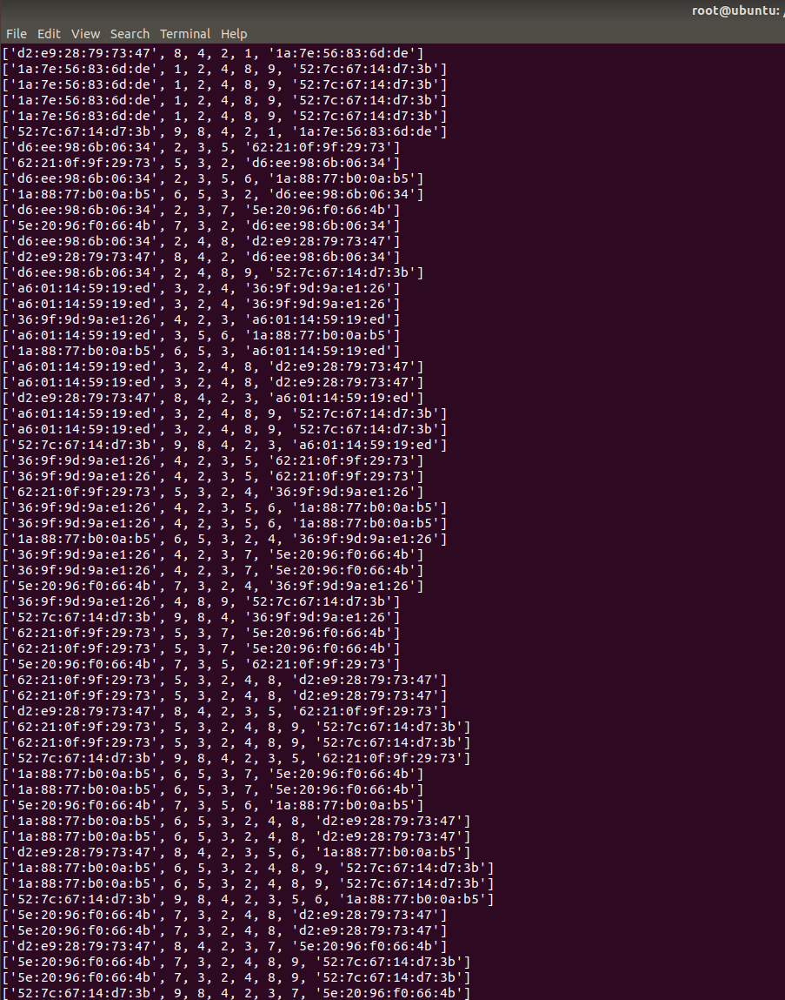 root@ubuntu: /
File Edit View Search Terminal Help
['d2:e9:28:79:73:47', 8, 4, 2, 1, '1a:7e:56:83:6d:de']
['1a:7e:56:83:6d:de', 1, 2, 4, 8, 9, '52:7c:67:14:d7:3b']
['1a:7e:56:83:6d:de', 1, 2, 4, 8, 9, '52:7c:67:14:d7:3b']
['1a:7e:56:83:6d:de', 1, 2, 4, 8, 9, '52:7c:67:14:d7:3b']
['1a:7e:56:83:6d:de', 1, 2, 4, 8, 9, '52:7c:67:14:d7:3b']
['52:7c:67:14:d7:3b', 9, 8, 4, 2, 1, '1a:7e:56:83:6d:de']
['d6:ee:98:6b:06:34', 2, 3, 5, '62:21:0f:9f:29:73']
['62:21:0f:9f:29:73', 5, 3, 2, 'd6:ee:98:6b:06:34']
['d6:ee:98:6b:06:34', 2, 3, 5, 6, '1a:88:77:b0:0a:b5']
['1a:88:77:b0:0a:b5', 6, 5, 3, 2, 'd6:ee:98:6b:06:34']
['d6:ee:98:6b:06:34', 2, 3, 7, '5e:20:96:f0:66:4b']
['5e:20:96:f0:66:4b', 7, 3, 2, 'd6:ee:98:6b:06:34']
['d6:ee:98:6b:06:34', 2, 4, 8, 'd2:e9:28:79:73:47']
['d2:e9:28:79:73:47', 8, 4, 2, 'd6:ee:98:6b:06:34']
['d6:ee:98:6b:06:34', 2, 4, 8, 9, '52:7c:67:14:d7:3b']
['a6:01:14:59:19:ed', 3, 2, 4, '36:9f:9d:9a:e1:26']
['a6:01:14:59:19:ed', 3, 2, 4, '36:9f:9d:9a:e1:26']
['36:9f:9d:9a:e1:26', 4, 2, 3, 'a6:01:14:59:19:ed']
['a6:01:14:59:19:ed', 3, 5, 6, '1a:88:77:b0:0a:b5']
['1a:88:77:b0:0a:b5', 6, 5, 3, 'a6:01:14:59:19:ed']
['a6:01:14:59:19:ed', 3, 2, 4, 8, 'd2:e9:28:79:73:47']
['a6:01:14:59:19:ed', 3, 2, 4, 8, 'd2:e9:28:79:73:47']
['d2:e9:28:79:73:47', 8, 4, 2, 3, 'a6:01:14:59:19:ed']
['a6:01:14:59:19:ed', 3, 2, 4, 8, 9, '52:7c:67:14:d7:3b']
['a6:01:14:59:19:ed', 3, 2, 4, 8, 9, '52:7c:67:14:d7:3b']
['52:7c:67:14:d7:3b', 9, 8, 4, 2, 3, 'a6:01:14:59:19:ed']
['36:9f:9d:9a:e1:26', 4, 2, 3, 5, '62:21:0f:9f:29:73']
['36:9f:9d:9a:e1:26', 4, 2, 3, 5, '62:21:0f:9f:29:73']
['62:21:0f:9f:29:73', 5, 3, 2, 4, '36:9f:9d:9a:e1:26']
['36:9f:9d:9a:e1:26', 4, 2, 3, 5, 6, '1a:88:77:b0:0a:b5']
['36:9f:9d:9a:e1:26', 4, 2, 3, 5, 6, '1a:88:77:b0:0a:b5']
['1a:88:77:b0:0a:b5', 6, 5, 3, 2, 4, '36:9f:9d:9a:e1:26']
['36:9f:9d:9a:e1:26', 4, 2, 3, 7, '5e:20:96:f0:66:4b']
['36:9f:9d:9a:e1:26', 4, 2, 3, 7, '5e:20:96:f0:66:4b']
['5e:20:96:f0:66:4b', 7, 3, 2, 4, '36:9f:9d:9a:e1:26']
['36:9f:9d:9a:e1:26', 4, 8, 9, '52:7c:67:14:d7:3b']
['52:7c:67:14:d7:3b', 9, 8, 4, '36:9f:9d:9a:e1:26']
['62:21:0f:9f:29:73', 5, 3, 7, '5e:20:96:f0:66:4b']
['62:21:0f:9f:29:73', 5, 3, 7, '5e:20:96:f0:66:4b']
['5e:20:96:f0:66:4b', 7, 3, 5, '62:21:0f:9f:29:73']
['62:21:0f:9f:29:73', 5, 3, 2, 4, 8, 'd2:e9:28:79:73:47']
['62:21:0f:9f:29:73', 5, 3, 2, 4, 8, 'd2:e9:28:79:73:47']
['d2:e9:28:79:73:47', 8, 4, 2, 3, 5, '62:21:0f:9f:29:73']
['62:21:0f:9f:29:73', 5, 3, 2, 4, 8, 9, '52:7c:67:14:d7:3b']
['62:21:0f:9f:29:73', 5, 3, 2, 4, 8, 9, '52:7c:67:14:d7:3b']
['52:7c:67:14:d7:3b', 9, 8, 4, 2, 3, 5, '62:21:0f:9f:29:73']
['1a:88:77:b0:0a:b5', 6, 5, 3, 7, '5e:20:96:f0:66:4b']
['1a:88:77:b0:0a:b5', 6, 5, 3, 7, '5e:20:96:f0:66:4b']
['5e:20:96:f0:66:4b', 7, 3, 5, 6, '1a:88:77:b0:0a:b5']
['1a:88:77:b0:0a:b5', 6, 5, 3, 2, 4, 8, 'd2:e9:28:79:73:47']
['1a:88:77:b0:0a:b5', 6, 5, 3, 2, 4, 8, 'd2:e9:28:79:73:47']
['d2:e9:28:79:73:47', 8, 4, 2, 3, 5, 6, '1a:88:77:b0:0a:b5']
['1a:88:77:b0:0a:b5', 6, 5, 3, 2, 4, 8, 9, '52:7c:67:14:d7:3b']
['1a:88:77:b0:0a:b5', 6, 5, 3, 2, 4, 8, 9, '52:7c:67:14:d7:3b']
['52:7c:67:14:d7:3b', 9, 8, 4, 2, 3, 5, 6, '1a:88:77:b0:0a:b5']
['5e:20:96:f0:66:4b', 7, 3, 2, 4, 8, 'd2:e9:28:79:73:47']
['5e:20:96:f0:66:4b', 7, 3, 2, 4, 8, 'd2:e9:28:79:73:47']
['d2:e9:28:79:73:47', 8, 4, 2, 3, 7, '5e:20:96:f0:66:4b']
['5e:20:96:f0:66:4b', 7, 3, 2, 4, 8, 9, '52:7c:67:14:d7:3b']
['5e:20:96:f0:66:4b', 7, 3, 2, 4, 8, 9, '52:7c:67:14:d7:3b']
['52:7c:67:14:d7:3b', 9, 8, 4, 2, 3, 7, '5e:20:96:f0:66:4b']